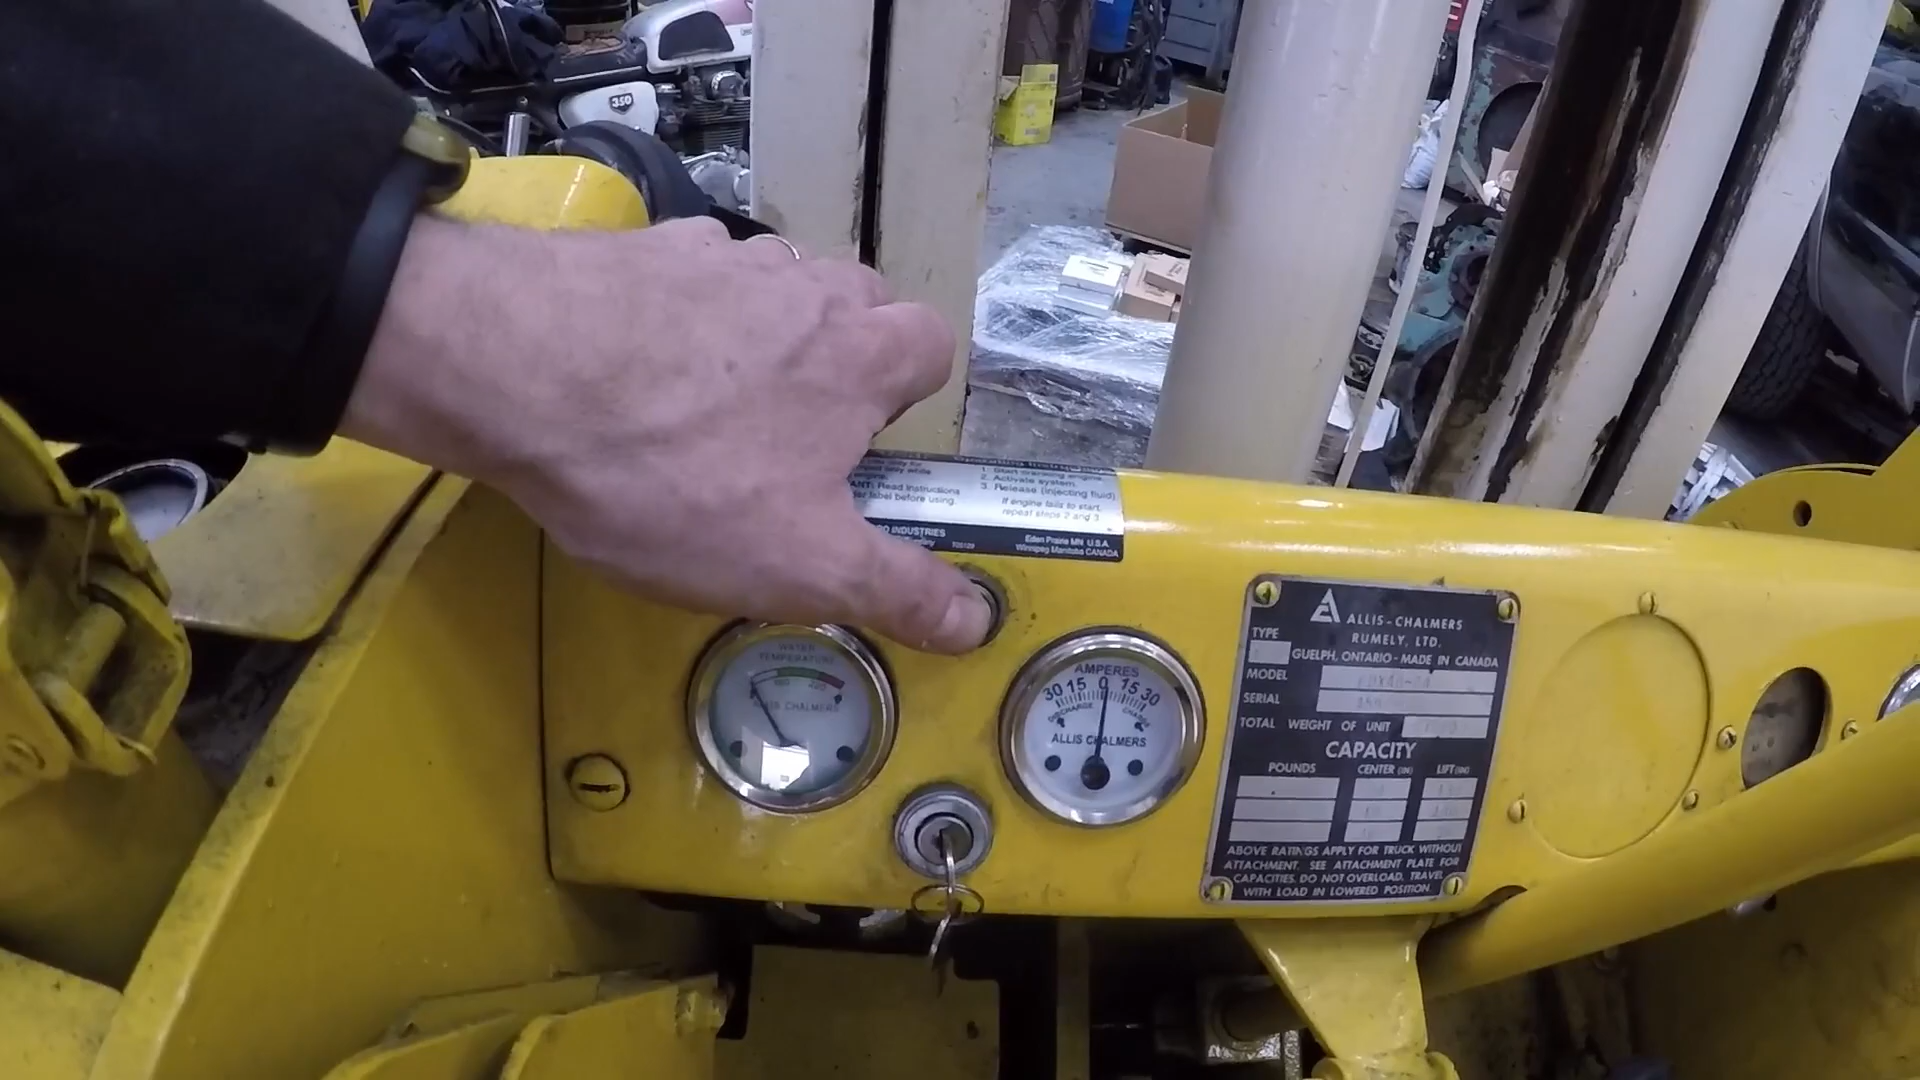 350
1. Start cranking engine.
2. Activate system.
3. Release (injecting fluid)
If engine fails to start,
repeat steps 2 and 3.
only while
Read instructions
label before using.
INDUSTRIES
Eden Prairie MN U.S.A.
Winnipeg Manitoba CANADA
WATER
TEMPERATURE
220
ALLIS CHALMERS
AMPERES
30 15 0 15 30
DISCHARGE CHARGE
ALLIS CHALMERS
ALLIS-CHALMERS
RUMELY, LTD.
TYPE
GUELPH, ONTARIO - MADE IN CANADA
MODEL
SERIAL
TOTAL WEIGHT OF UNIT
CAPACITY
POUNDS CENTER (IN) LIFT (IN)
ABOVE RATINGS APPLY FOR TRUCK WITHOUT
ATTACHMENT. SEE ATTACHMENT PLATE FOR
CAPACITIES. DO NOT OVERLOAD. TRAVEL
WITH LOAD IN LOWERED POSITION.